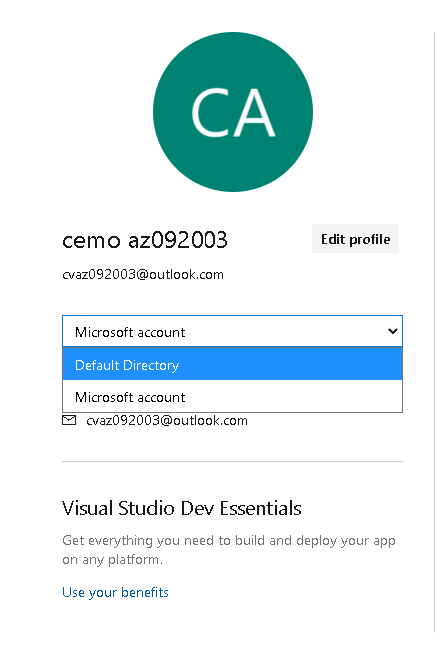 CA
cemo az092003
Edit profile
cvaz092003@outlook.com
Microsoft account
Default Directory
Microsoft account
cvaz092003@outlook.com
Visual Studio Dev Essentials
Get everything you need to build and deploy your app
on any platform.
Use your benefits